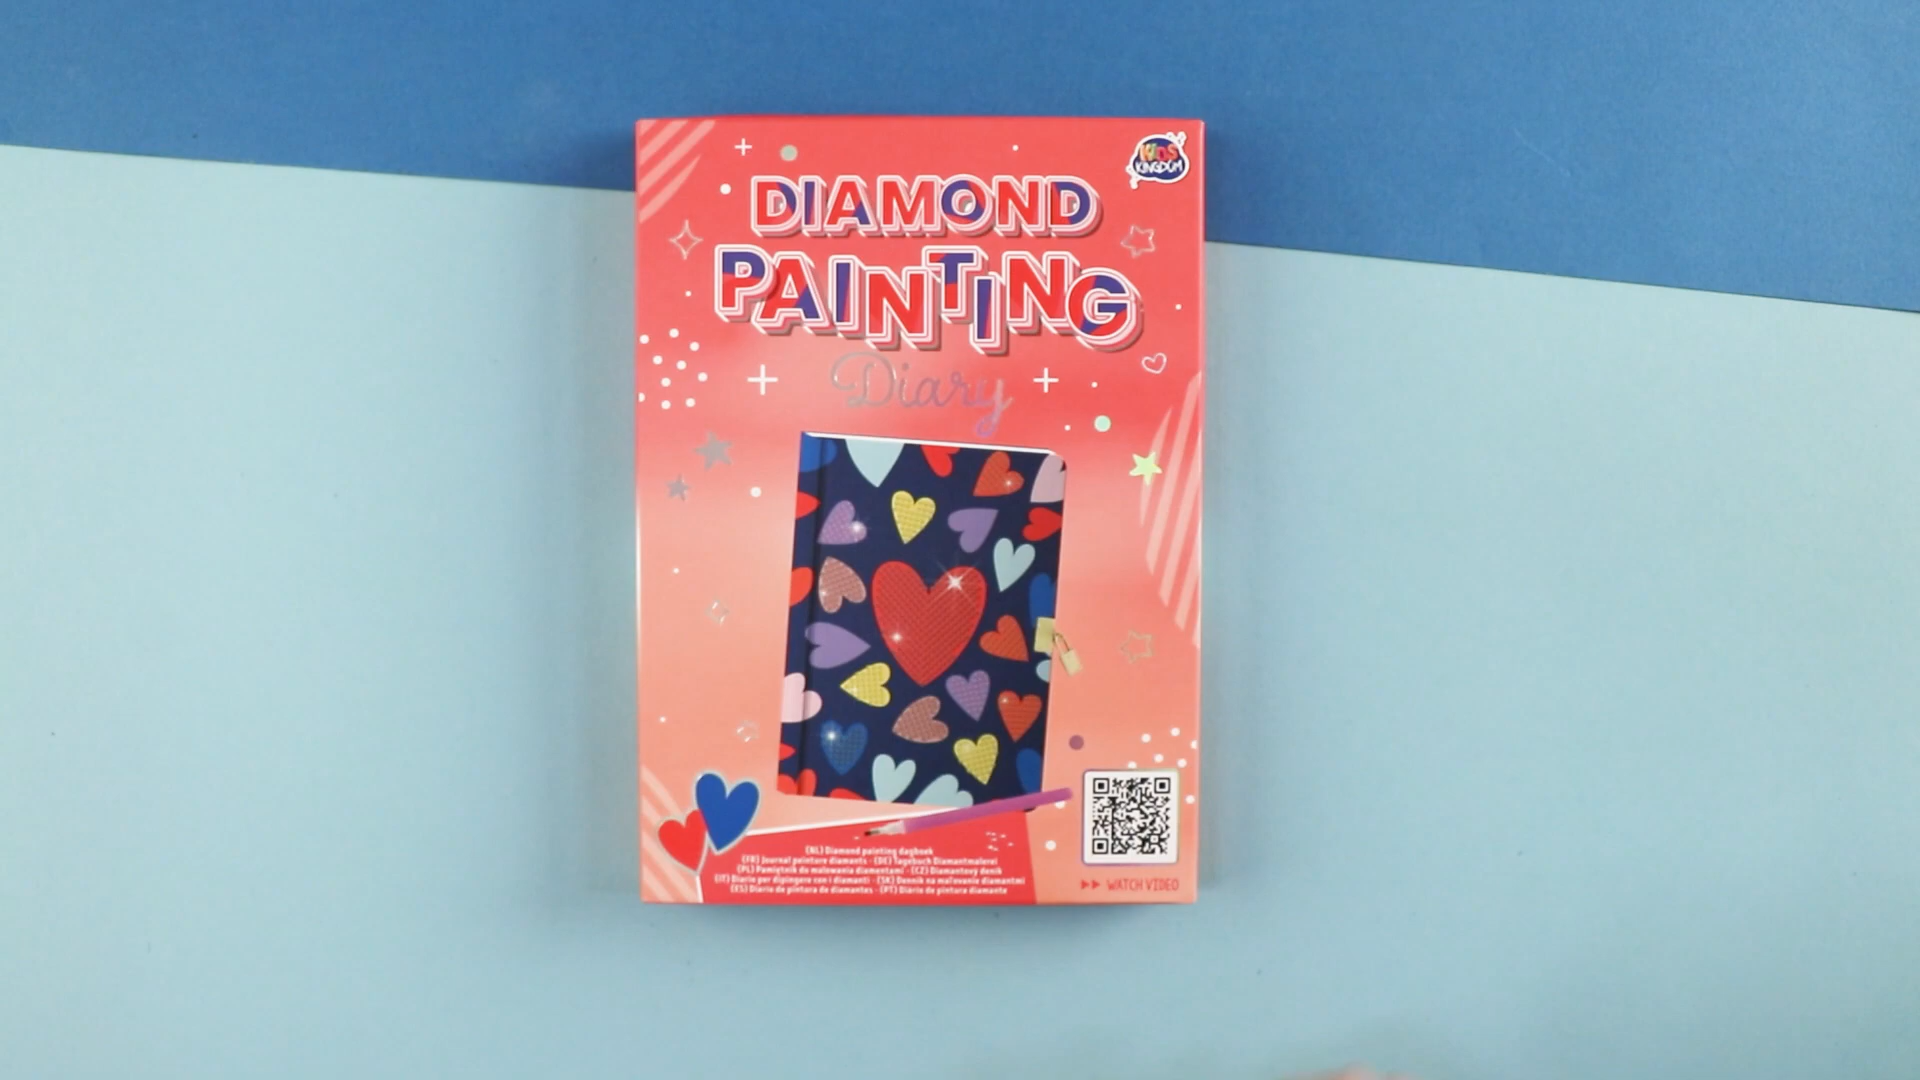 KiDS
KINGDOM
DIAMOND
PAINTING
Diary
(NL) Diamond painting dagboek
(FR) Journal peinture diamants - (DE) Tagebuch Diamantmalerei
(PL) Pamiętnik do malowania diamentami - (CZ) Diamantový deník
(IT) Diario per dipingere con i diamanti - (SK) Denník na maľovanie diamantmi
(ES) Diario de pintura de diamantes - (PT) Diário de pintura diamante
WATCH VIDEO